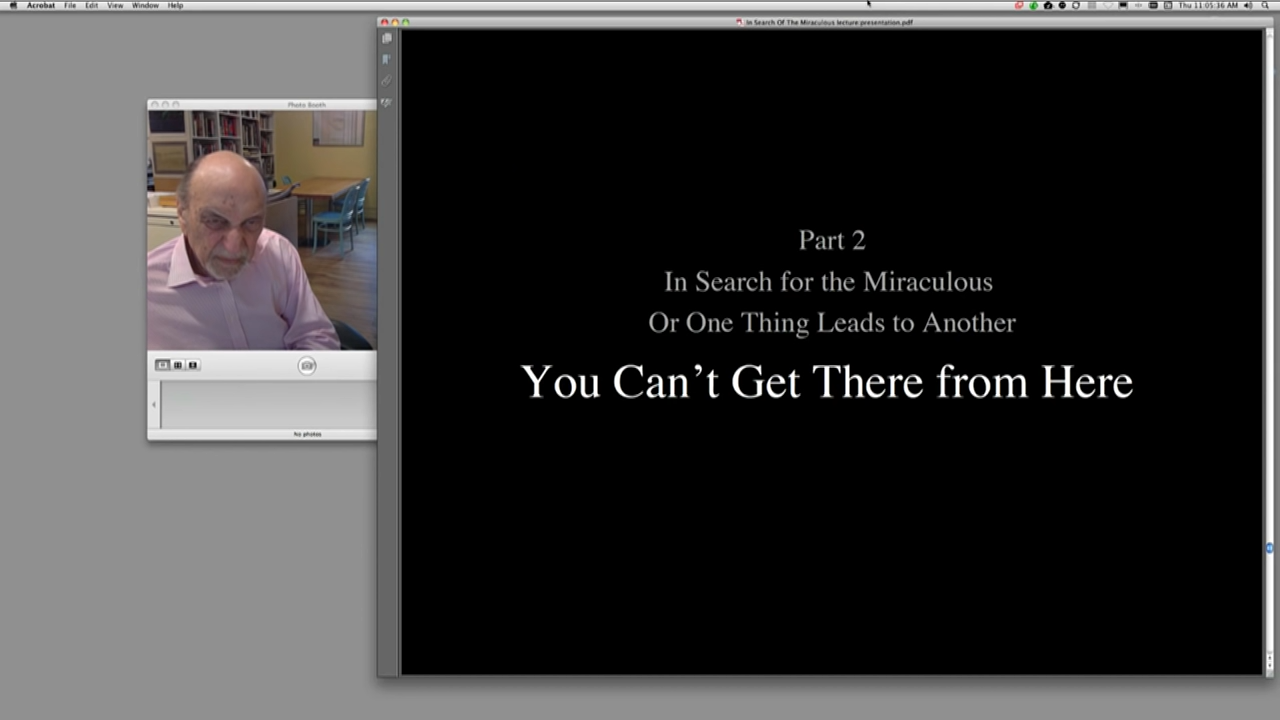 Acrobat File Edit View Window Help
Thu 11:05:36 AM
In Search Of The Miraculous lecture presentation.pdf
Photo Booth
Part 2
In Search for the Miraculous
Or One Thing Leads to Another
You Can’t Get There from Here
No photos